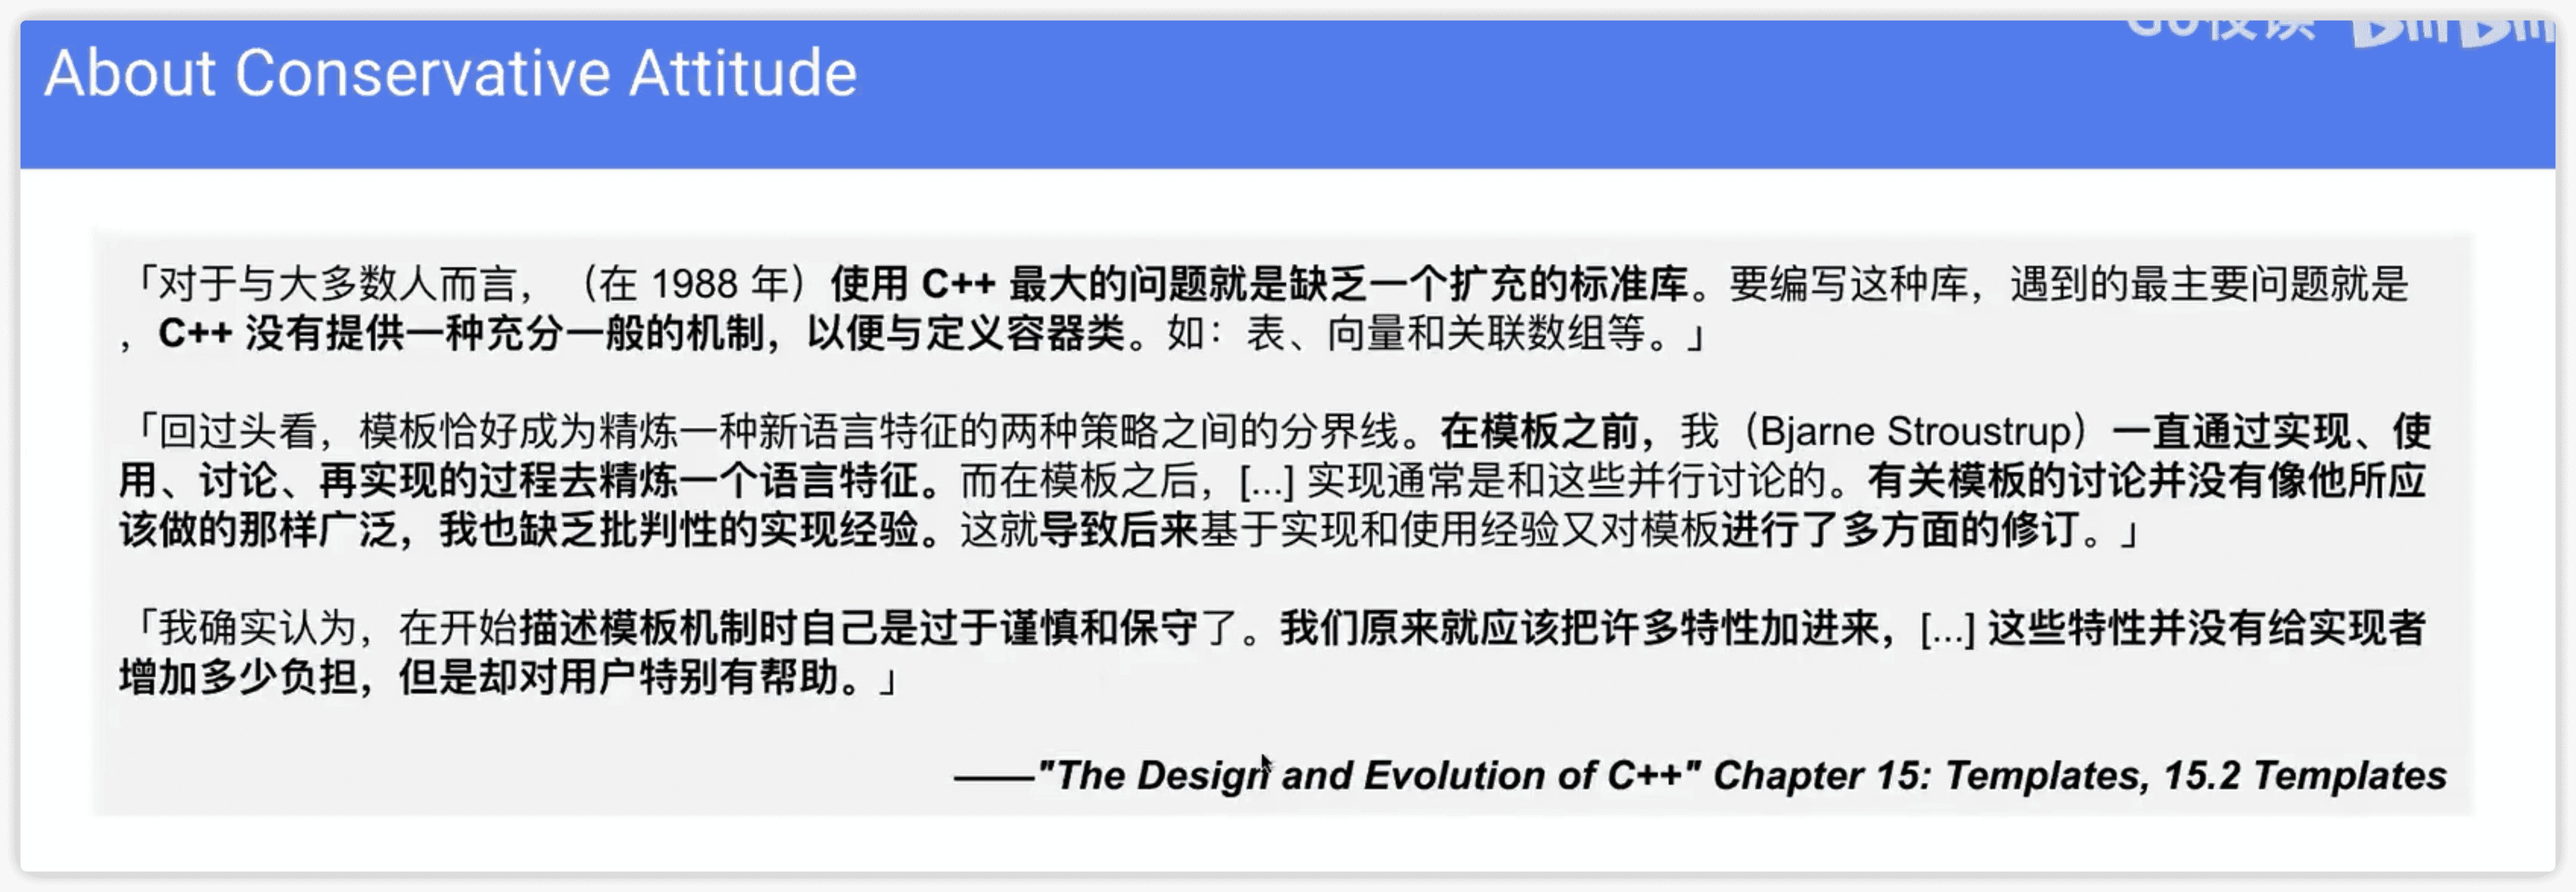 About Conservative Attitude
「对于与大多数人而言，（在 1988 年）使用 C++ 最大的问题就是缺乏一个扩充的标准库。要编写这种库，遇到的最主要问题就是
，C++ 没有提供一种充分一般的机制，以便与定义容器类。如：表、向量和关联数组等。」
「回过头看，模板恰好成为精炼一种新语言特征的两种策略之间的分界线。在模板之前，我（Bjarne Stroustrup）一直通过实现、使
用、讨论、再实现的过程去精炼一个语言特征。而在模板之后，[...] 实现通常是和这些并行讨论的。有关模板的讨论并没有像他所应
该做的那样广泛，我也缺乏批判性的实现经验。这就导致后来基于实现和使用经验又对模板进行了多方面的修订。」
「我确实认为，在开始描述模板机制时自己是过于谨慎和保守了。我们原来就应该把许多特性加进来，[...] 这些特性并没有给实现者
增加多少负担，但是却对用户特别有帮助。」
——"The Design and Evolution of C++" Chapter 15: Templates, 15.2 Templates